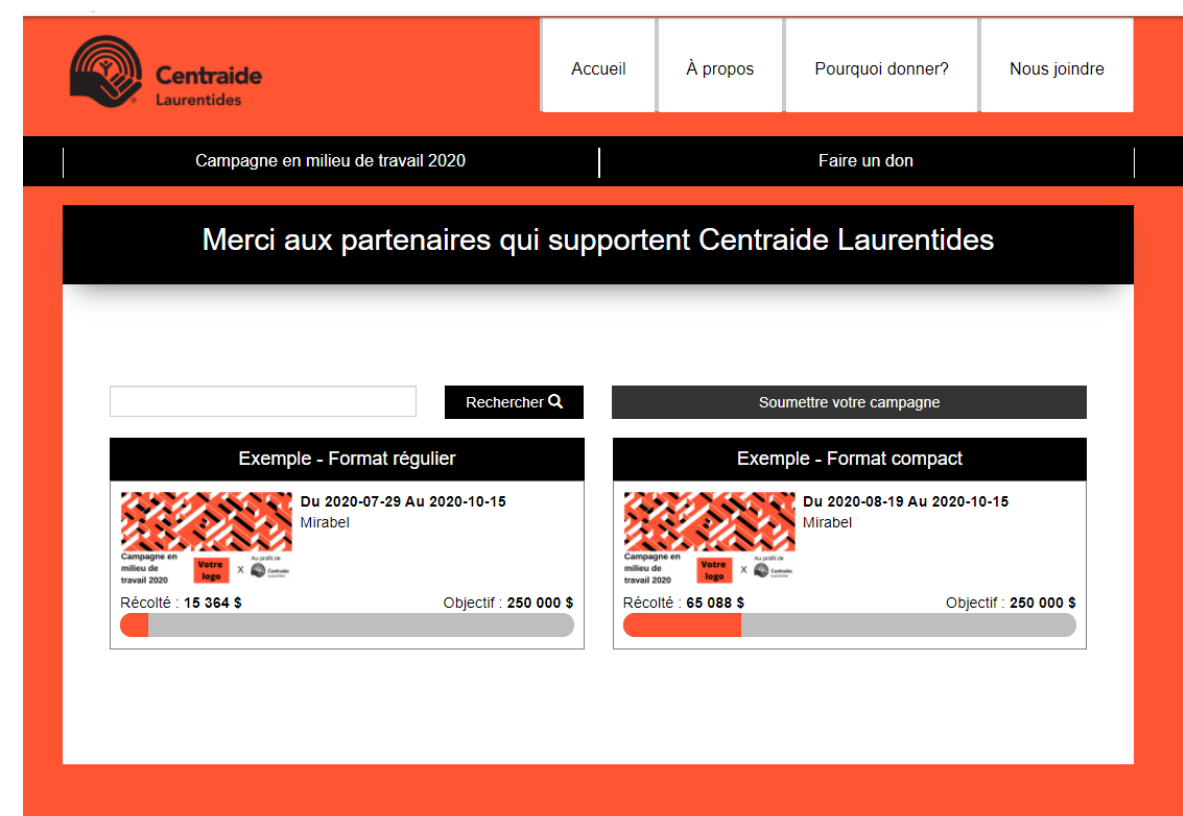 Centraide
Laurentides
Accueil
À propos
Pourquoi donner?
Nous joindre
Campagne en milieu de travail 2020
Faire un don
Merci aux partenaires qui supportent Centraide Laurentides
Rechercher
Soumettre votre campagne
Exemple - Format régulier
Du 2020-07-29 Au 2020-10-15
Mirabel
Campagne en
milieu de
travail 2020
Votre
logo
X
Au profit de
Centraide
Récolté : 15 364 $
Objectif : 250 000 $
Exemple - Format compact
Du 2020-08-19 Au 2020-10-15
Mirabel
Campagne en
milieu de
travail 2020
Votre
logo
X
Au profit de
Centraide
Récolté : 65 088 $
Objectif : 250 000 $